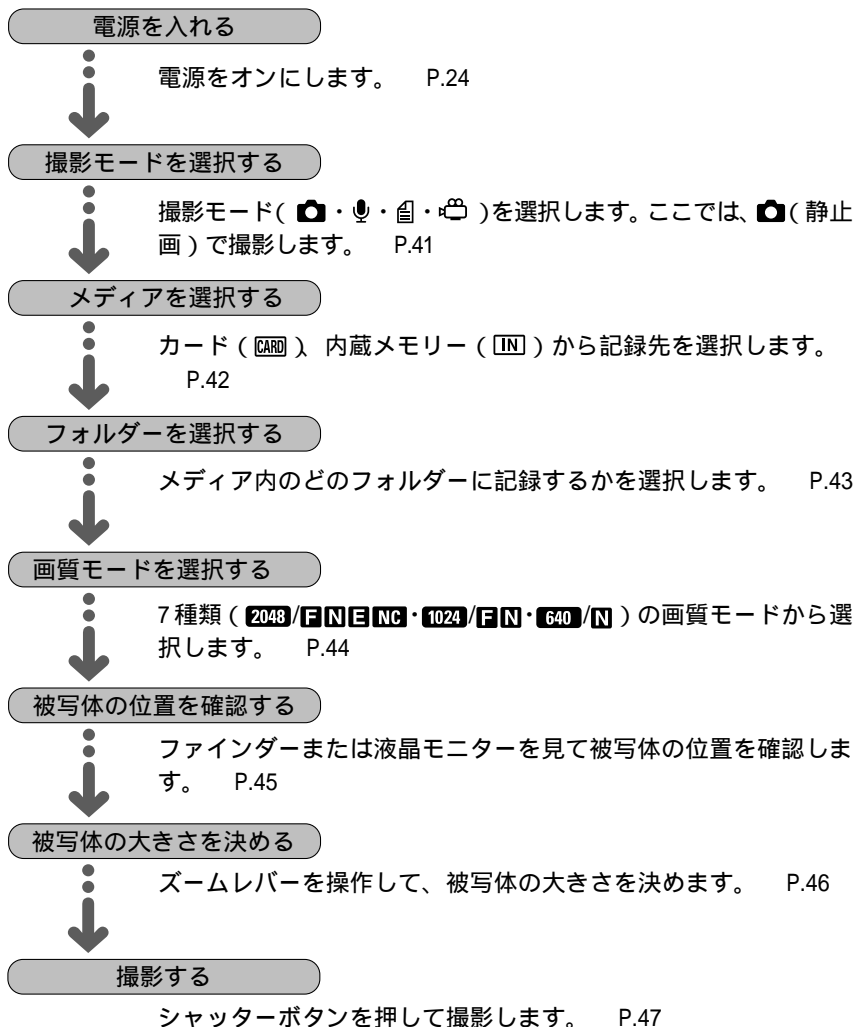 電源を入れる
電源をオンにします。 P.24
撮影モードを選択する
撮影モード(・・・)を選択します。ここでは、(静止
画)で撮影します。 P.41
メディアを選択する
カード(CARD)、内蔵メモリー(IN)から記録先を選択します。
P.42
フォルダーを選択する
メディア内のどのフォルダーに記録するかを選択します。 P.43
画質モードを選択する
7種類(2048/F N E NC・1024/F N・640/N)の画質モードから選
択します。 P.44
被写体の位置を確認する
ファインダーまたは液晶モニターを見て被写体の位置を確認しま
す。 P.45
被写体の大きさを決める
ズームレバーを操作して、被写体の大きさを決めます。 P.46
撮影する
シャッターボタンを押して撮影します。 P.47